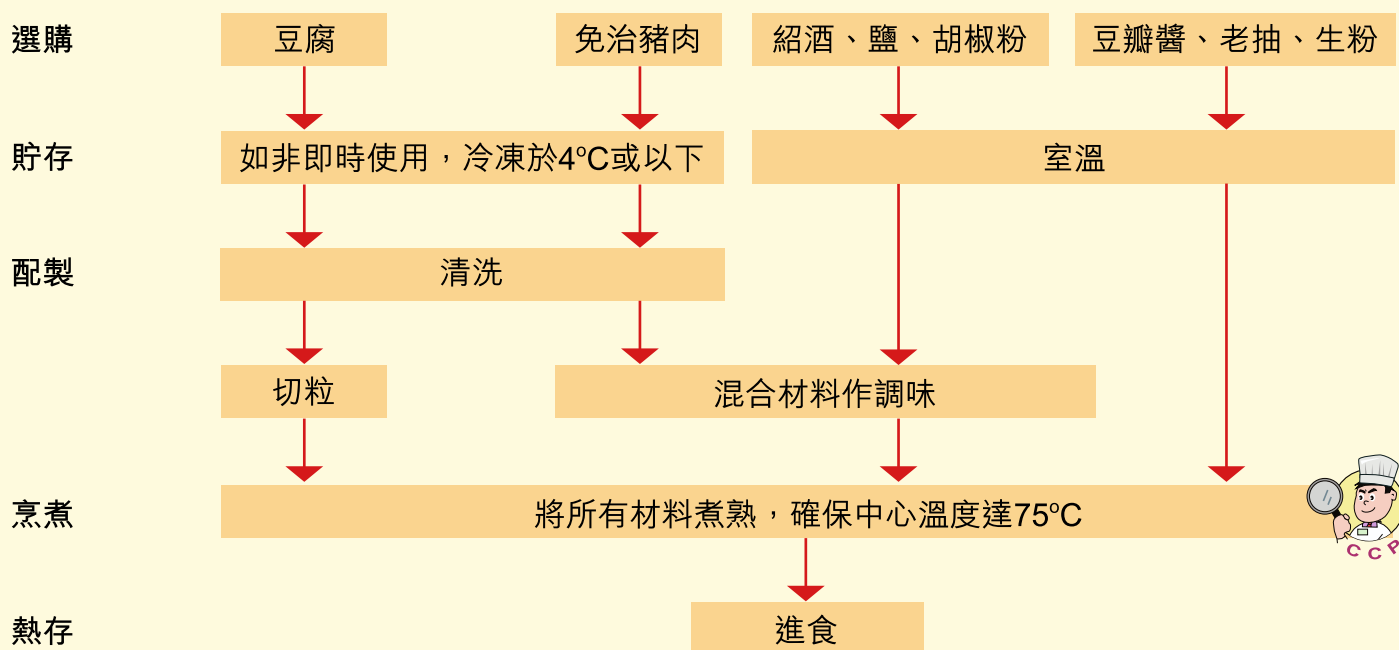 選購
豆腐
免治豬肉
紹酒、鹽、胡椒粉
豆瓣醬、老抽、生粉
貯存
如非即時使用，冷凍於4ºC或以下
室溫
配製
清洗
切粒
混合材料作調味
烹煮
將所有材料煮熟，確保中心溫度達75ºC
CCP
熱存
進食